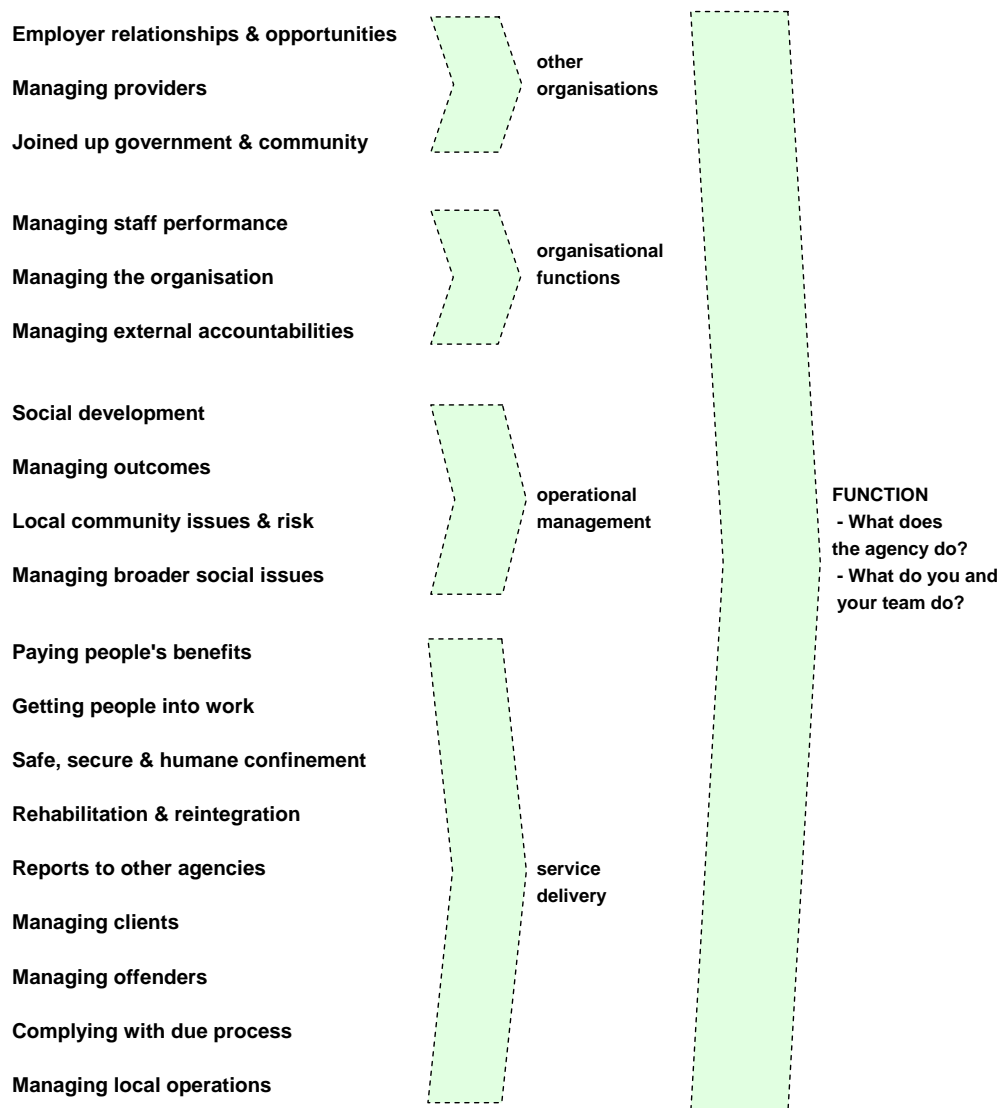 Employer relationships & opportunities
Managing providers
Joined up government & community
other
organisations
Managing staff performance
Managing the organisation
Managing external accountabilities
organisational
functions
Social development
Managing outcomes
Local community issues & risk
Managing broader social issues
operational
management
Paying people's benefits
Getting people into work
Safe, secure & humane confinement
Rehabilitation & reintegration
Reports to other agencies
Managing clients
Managing offenders
Complying with due process
Managing local operations
service
delivery
FUNCTION
- What does
the agency do?
- What do you and
your team do?